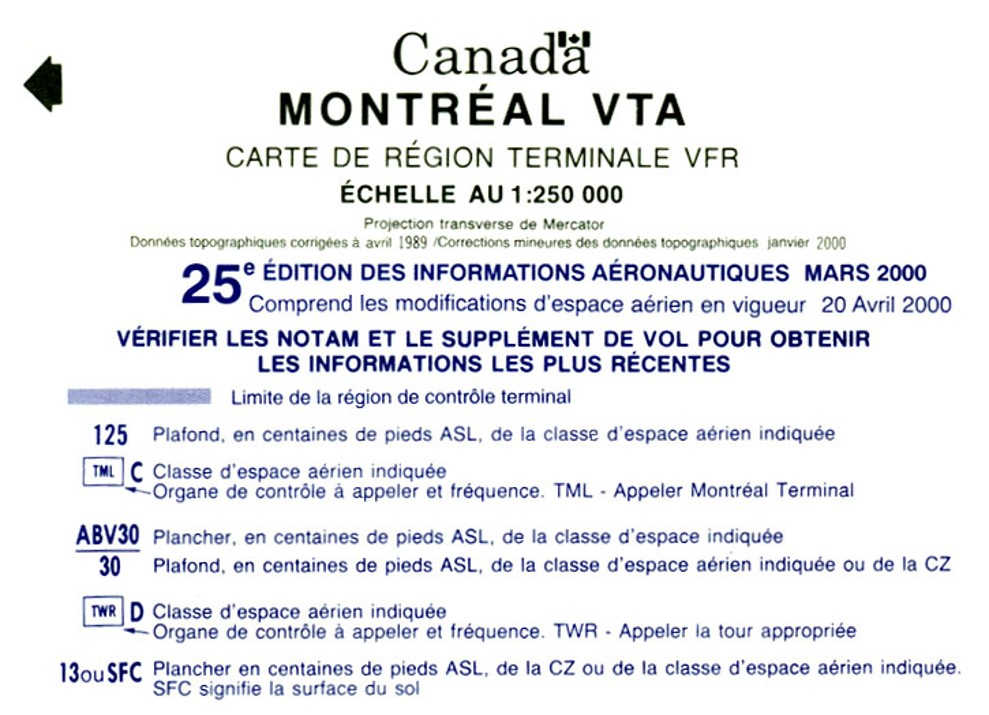 Canada
MONTRÉAL VTA
CARTE DE RÉGION TERMINALE VFR
ÉCHELLE AU 1:250 000
Projection transverse de Mercator
Données topographiques corrigées à avril 1989 /Corrections mineures des données topographiques janvier 2000
25e ÉDITION DES INFORMATIONS AÉRONAUTIQUES MARS 2000
Comprend les modifications d'espace aérien en vigueur 20 Avril 2000
VÉRIFIER LES NOTAM ET LE SUPPLÉMENT DE VOL POUR OBTENIR
LES INFORMATIONS LES PLUS RÉCENTES
Limite de la région de contrôle terminal
125 Plafond, en centaines de pieds ASL, de la classe d'espace aérien indiquée
TML C Classe d'espace aérien indiquée
Organe de contrôle à appeler et fréquence. TML - Appeler Montréal Terminal
ABV30 Plancher, en centaines de pieds ASL, de la classe d'espace indiquée
30 Plafond, en centaines de pieds ASL, de la classe d'espace aérien indiquée ou de la CZ
TWR D Classe d'espace aérien indiquée
Organe de contrôle à appeler et fréquence. TWR - Appeler la tour appropriée
13ouSFC Plancher en centaines de pieds ASL, de la CZ ou de la classe d'espace aérien indiquée.
SFC signifie la surface du sol